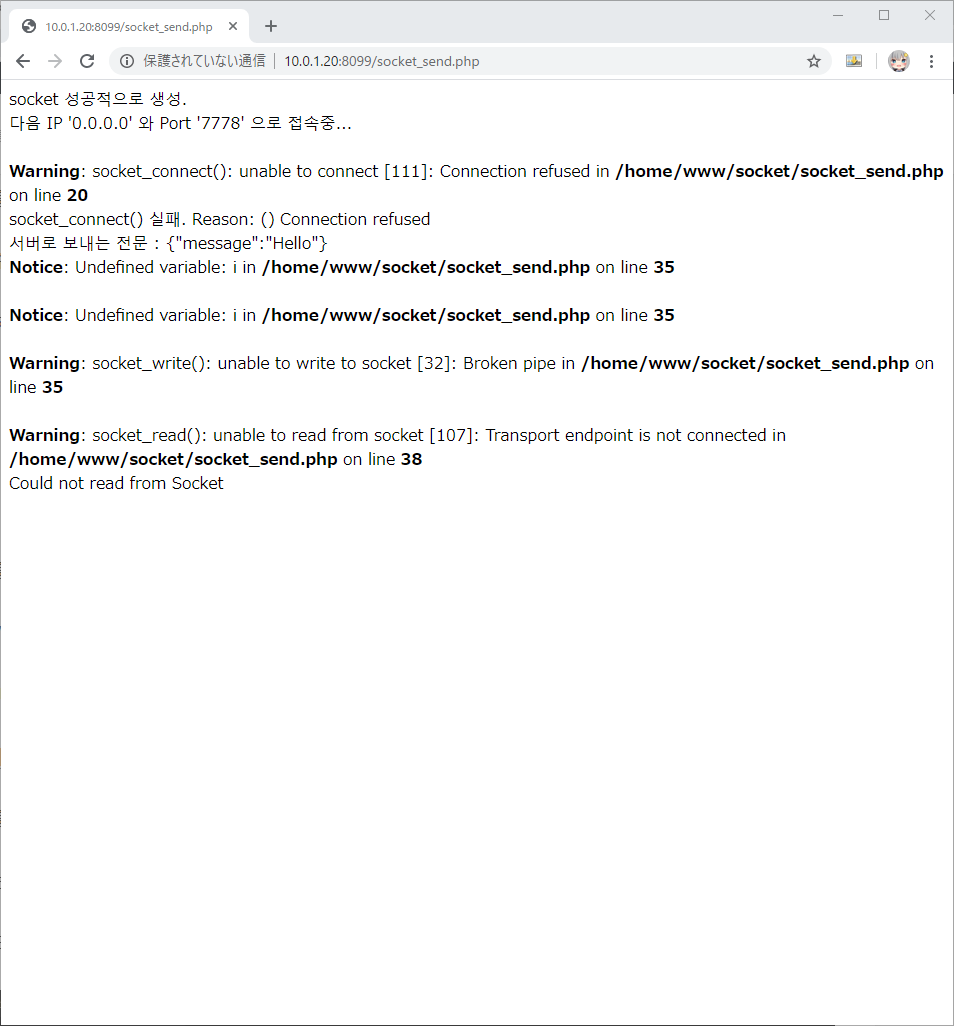 10.0.1.20:8099/socket_send.php
保護されていない通信 | 10.0.1.20:8099/socket_send.php
socket 성공적으로 생성.
다음 IP '0.0.0.0' 와 Port '7778' 으로 접속중...
Warning: socket_connect(): unable to connect [111]: Connection refused in /home/www/socket/socket_send.php
on line 20
socket_connect() 실패. Reason: () Connection refused
서버로 보내는 전문 : {"message":"Hello"}
Notice: Undefined variable: i in /home/www/socket/socket_send.php on line 35
Notice: Undefined variable: i in /home/www/socket/socket_send.php on line 35
Warning: socket_write(): unable to write to socket [32]: Broken pipe in /home/www/socket/socket_send.php on
line 35
Warning: socket_read(): unable to read from socket [107]: Transport endpoint is not connected in
/home/www/socket/socket_send.php on line 38
Could not read from Socket